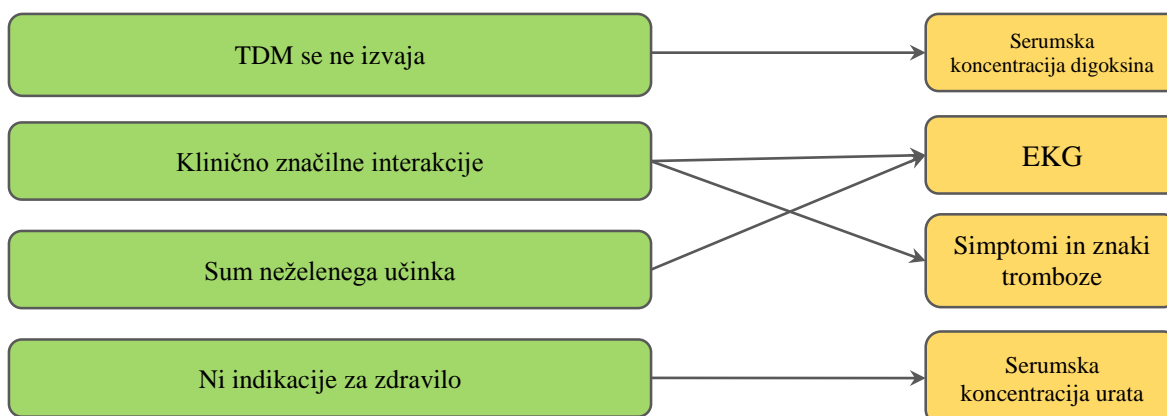 TDM se ne izvaja
Serumska
koncentracija digoksina
Klinično značilne interakcije
EKG
Sum neželenega učinka
Simptomi in znaki
tromboze
Ni indikacije za zdravilo
Serumska
koncentracija urata